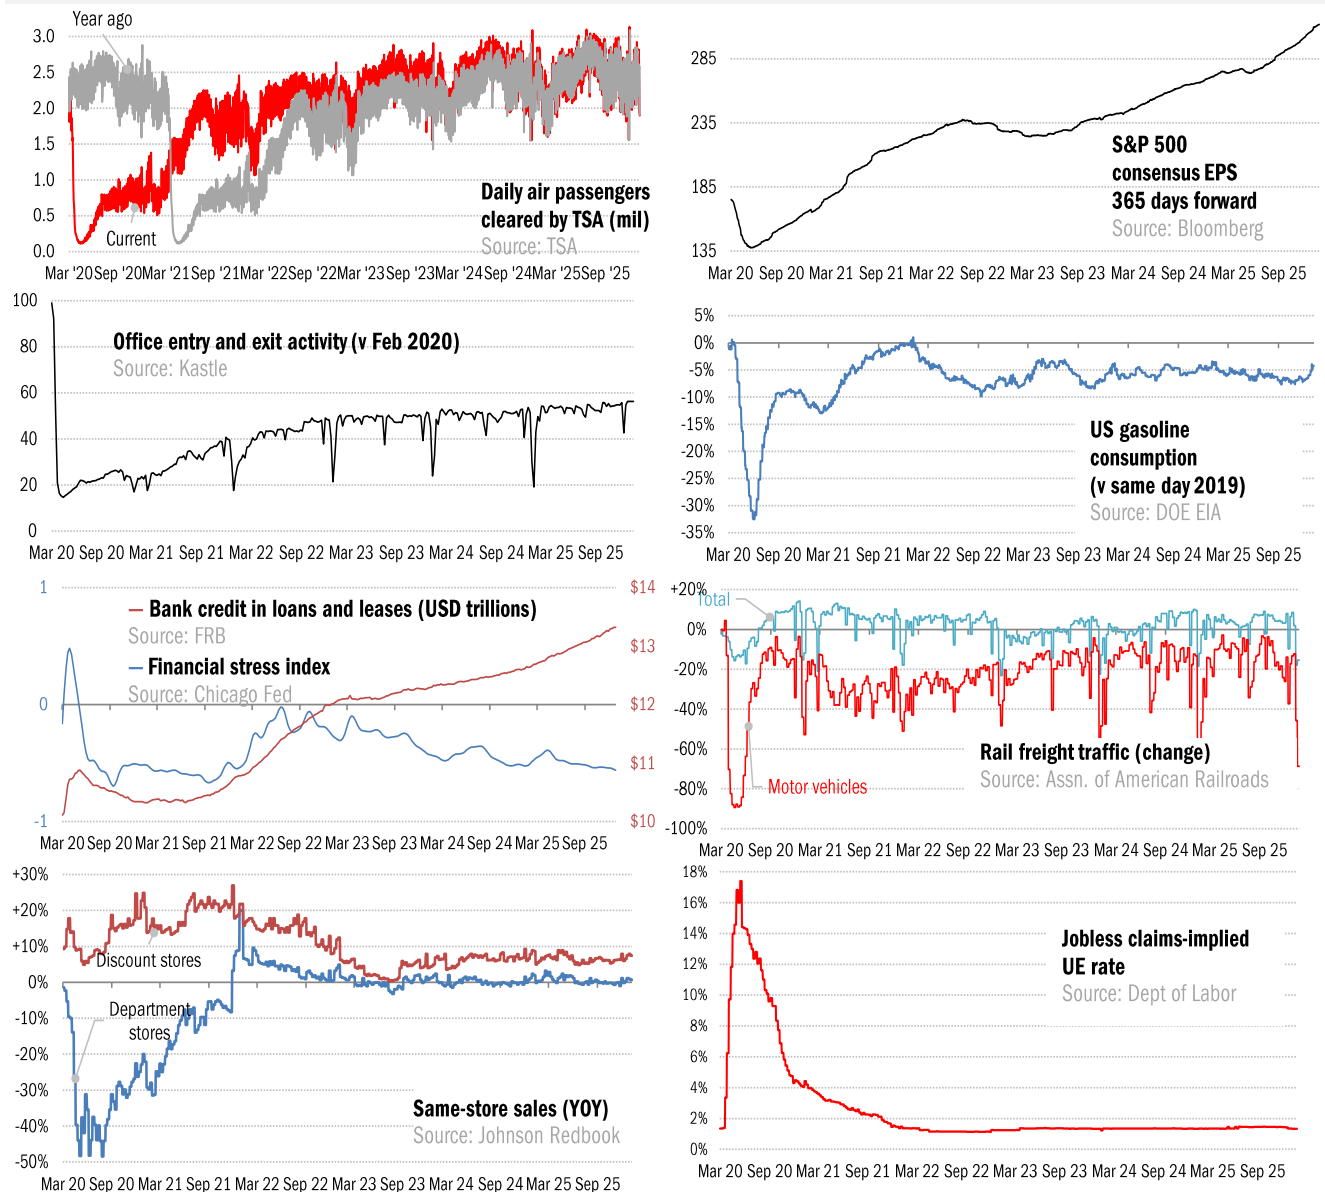 Year ago
3.0
2.5
2.0
1.5
1.0
0.5
0.0
Current
Daily air passengers
cleared by TSA (mil)
Source: TSA
Mar '20 Sep '20 Mar '21 Sep '21 Mar '22 Sep '22 Mar '23 Sep '23 Mar '24 Sep '24 Mar '25 Sep '25
285
235
185
135
S&P 500
consensus EPS
365 days forward
Source: Bloomberg
Mar 20 Sep 20 Mar 21 Sep 21 Mar 22 Sep 22 Mar 23 Sep 23 Mar 24 Sep 24 Mar 25 Sep 25
100
80
60
40
20
0
Office entry and exit activity (v Feb 2020)
Source: Kastle
Mar 20 Sep 20 Mar 21 Sep 21 Mar 22 Sep 22 Mar 23 Sep 23 Mar 24 Sep 24 Mar 25 Sep 25
5%
0%
-5%
-10%
-15%
-20%
-25%
-30%
-35%
US gasoline
consumption
(v same day 2019)
Source: DOE EIA
Mar 20 Sep 20 Mar 21 Sep 21 Mar 22 Sep 22 Mar 23 Sep 23 Mar 24 Sep 24 Mar 25 Sep 25
1
0
-1
Bank credit in loans and leases (USD trillions)
Source: FRB
Financial stress index
Source: Chicago Fed
$14
$13
$12
$11
$10
Mar 20 Sep 20 Mar 21 Sep 21 Mar 22 Sep 22 Mar 23 Sep 23 Mar 24 Sep 24 Mar 25 Sep 25
+20%
0%
-20%
-40%
-60%
-80%
-100%
Total
Motor vehicles
Rail freight traffic (change)
Source: Assn. of American Railroads
Mar 20 Sep 20 Mar 21 Sep 21 Mar 22 Sep 22 Mar 23 Sep 23 Mar 24 Sep 24 Mar 25 Sep 25
+30%
+20%
+10%
0%
-10%
-20%
-30%
-40%
-50%
Discount stores
Department
stores
Same-store sales (YOY)
Source: Johnson Redbook
Mar 20 Sep 20 Mar 21 Sep 21 Mar 22 Sep 22 Mar 23 Sep 23 Mar 24 Sep 24 Mar 25 Sep 25
18%
16%
14%
12%
10%
8%
6%
4%
2%
0%
Jobless claims-implied
UE rate
Source: Dept of Labor
Mar 20 Sep 20 Mar 21 Sep 21 Mar 22 Sep 22 Mar 23 Sep 23 Mar 24 Sep 24 Mar 25 Sep 25